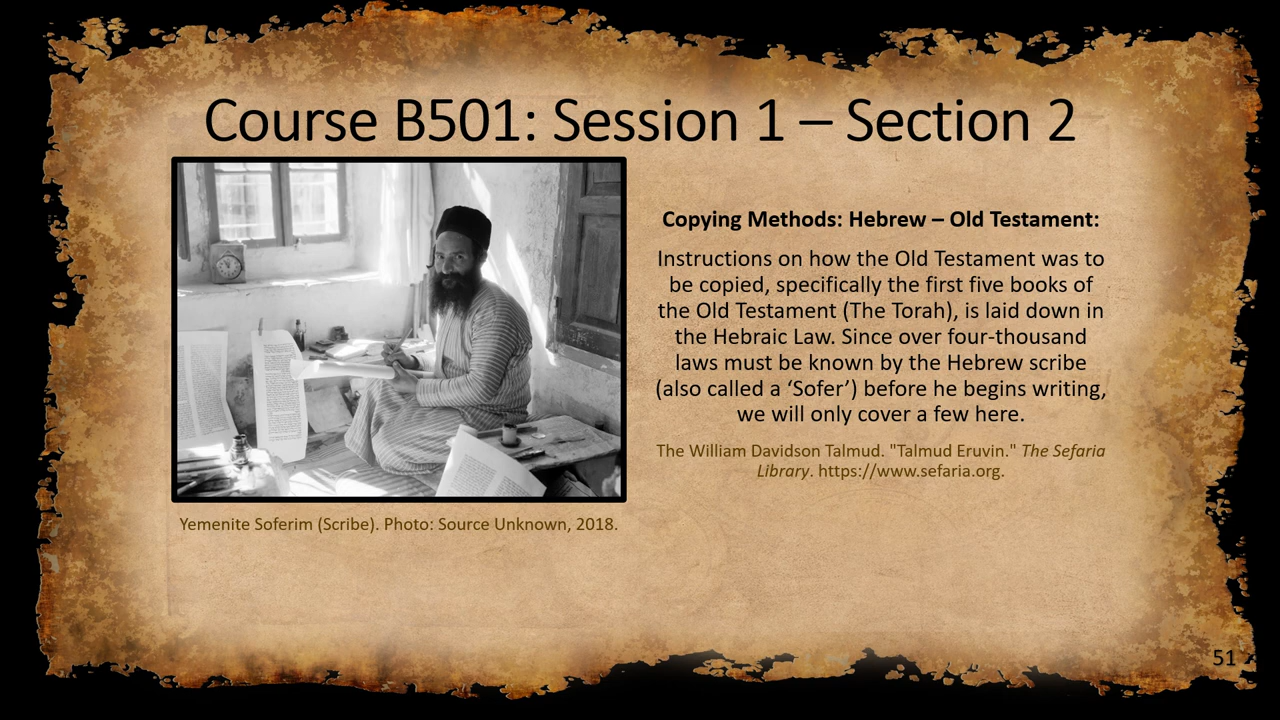 Course B501: Session 1 – Section 2
Copying Methods: Hebrew – Old Testament:
Instructions on how the Old Testament was to
be copied, specifically the first five books of
the Old Testament (The Torah), is laid down in
the Hebraic Law. Since over four-thousand
laws must be known by the Hebrew scribe
(also called a ‘Sofer’) before he begins writing,
we will only cover a few here.
The William Davidson Talmud. "Talmud Eruvin." The Sefaria
Library. https://www.sefaria.org.
Yemenite Soferim (Scribe). Photo: Source Unknown, 2018.
51